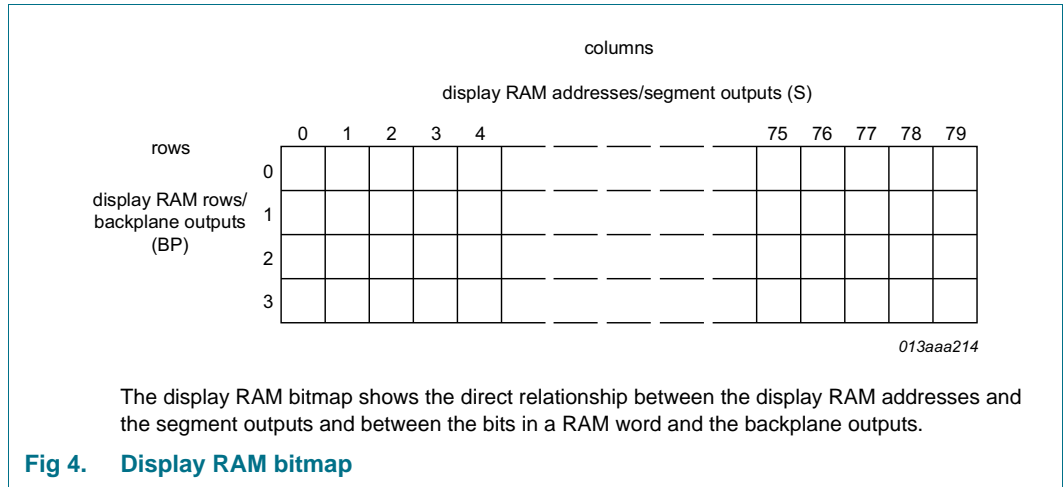 columns
display RAM addresses/segment outputs (S)
0 1 2 3 4 75 76 77 78 79
rows
0
display RAM rows/
backplane outputs
(BP)
1
2
3
013aaa214
The display RAM bitmap shows the direct relationship between the display RAM addresses and
the segment outputs and between the bits in a RAM word and the backplane outputs.
Fig 4. Display RAM bitmap